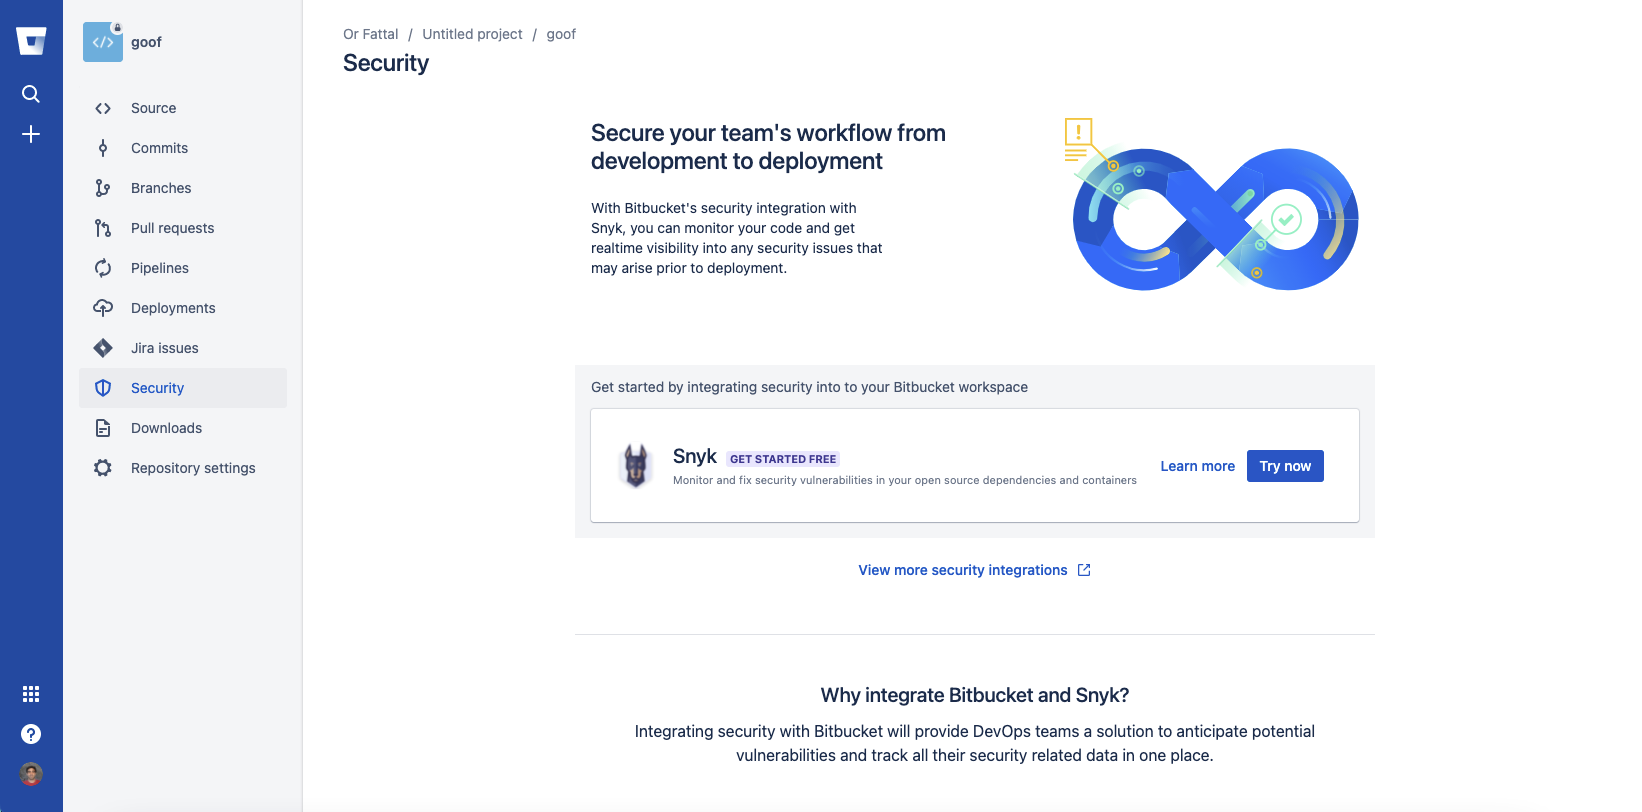 goof
Source
Commits
Branches
Pull requests
Pipelines
Deployments
Jira issues
Security
Downloads
Repository settings
Or Fattal / Untitled project / goof
Security
Secure your team's workflow from
development to deployment
With Bitbucket's security integration with
Snyk, you can monitor your code and get
realtime visibility into any security issues that
may arise prior to deployment.
Get started by integrating security into to your Bitbucket workspace
Snyk GET STARTED FREE
Monitor and fix security vulnerabilities in your open source dependencies and containers
Learn more Try now
View more security integrations
Why integrate Bitbucket and Snyk?
Integrating security with Bitbucket will provide DevOps teams a solution to anticipate potential
vulnerabilities and track all their security related data in one place.